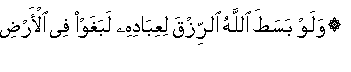 ۞ وَلَوۡ بَسَطَ ٱللَّهُ ٱلرِّزۡقَ لِعِبَادِهِۦ لَبَغَوۡاْ فِي ٱلۡأَرۡضِ